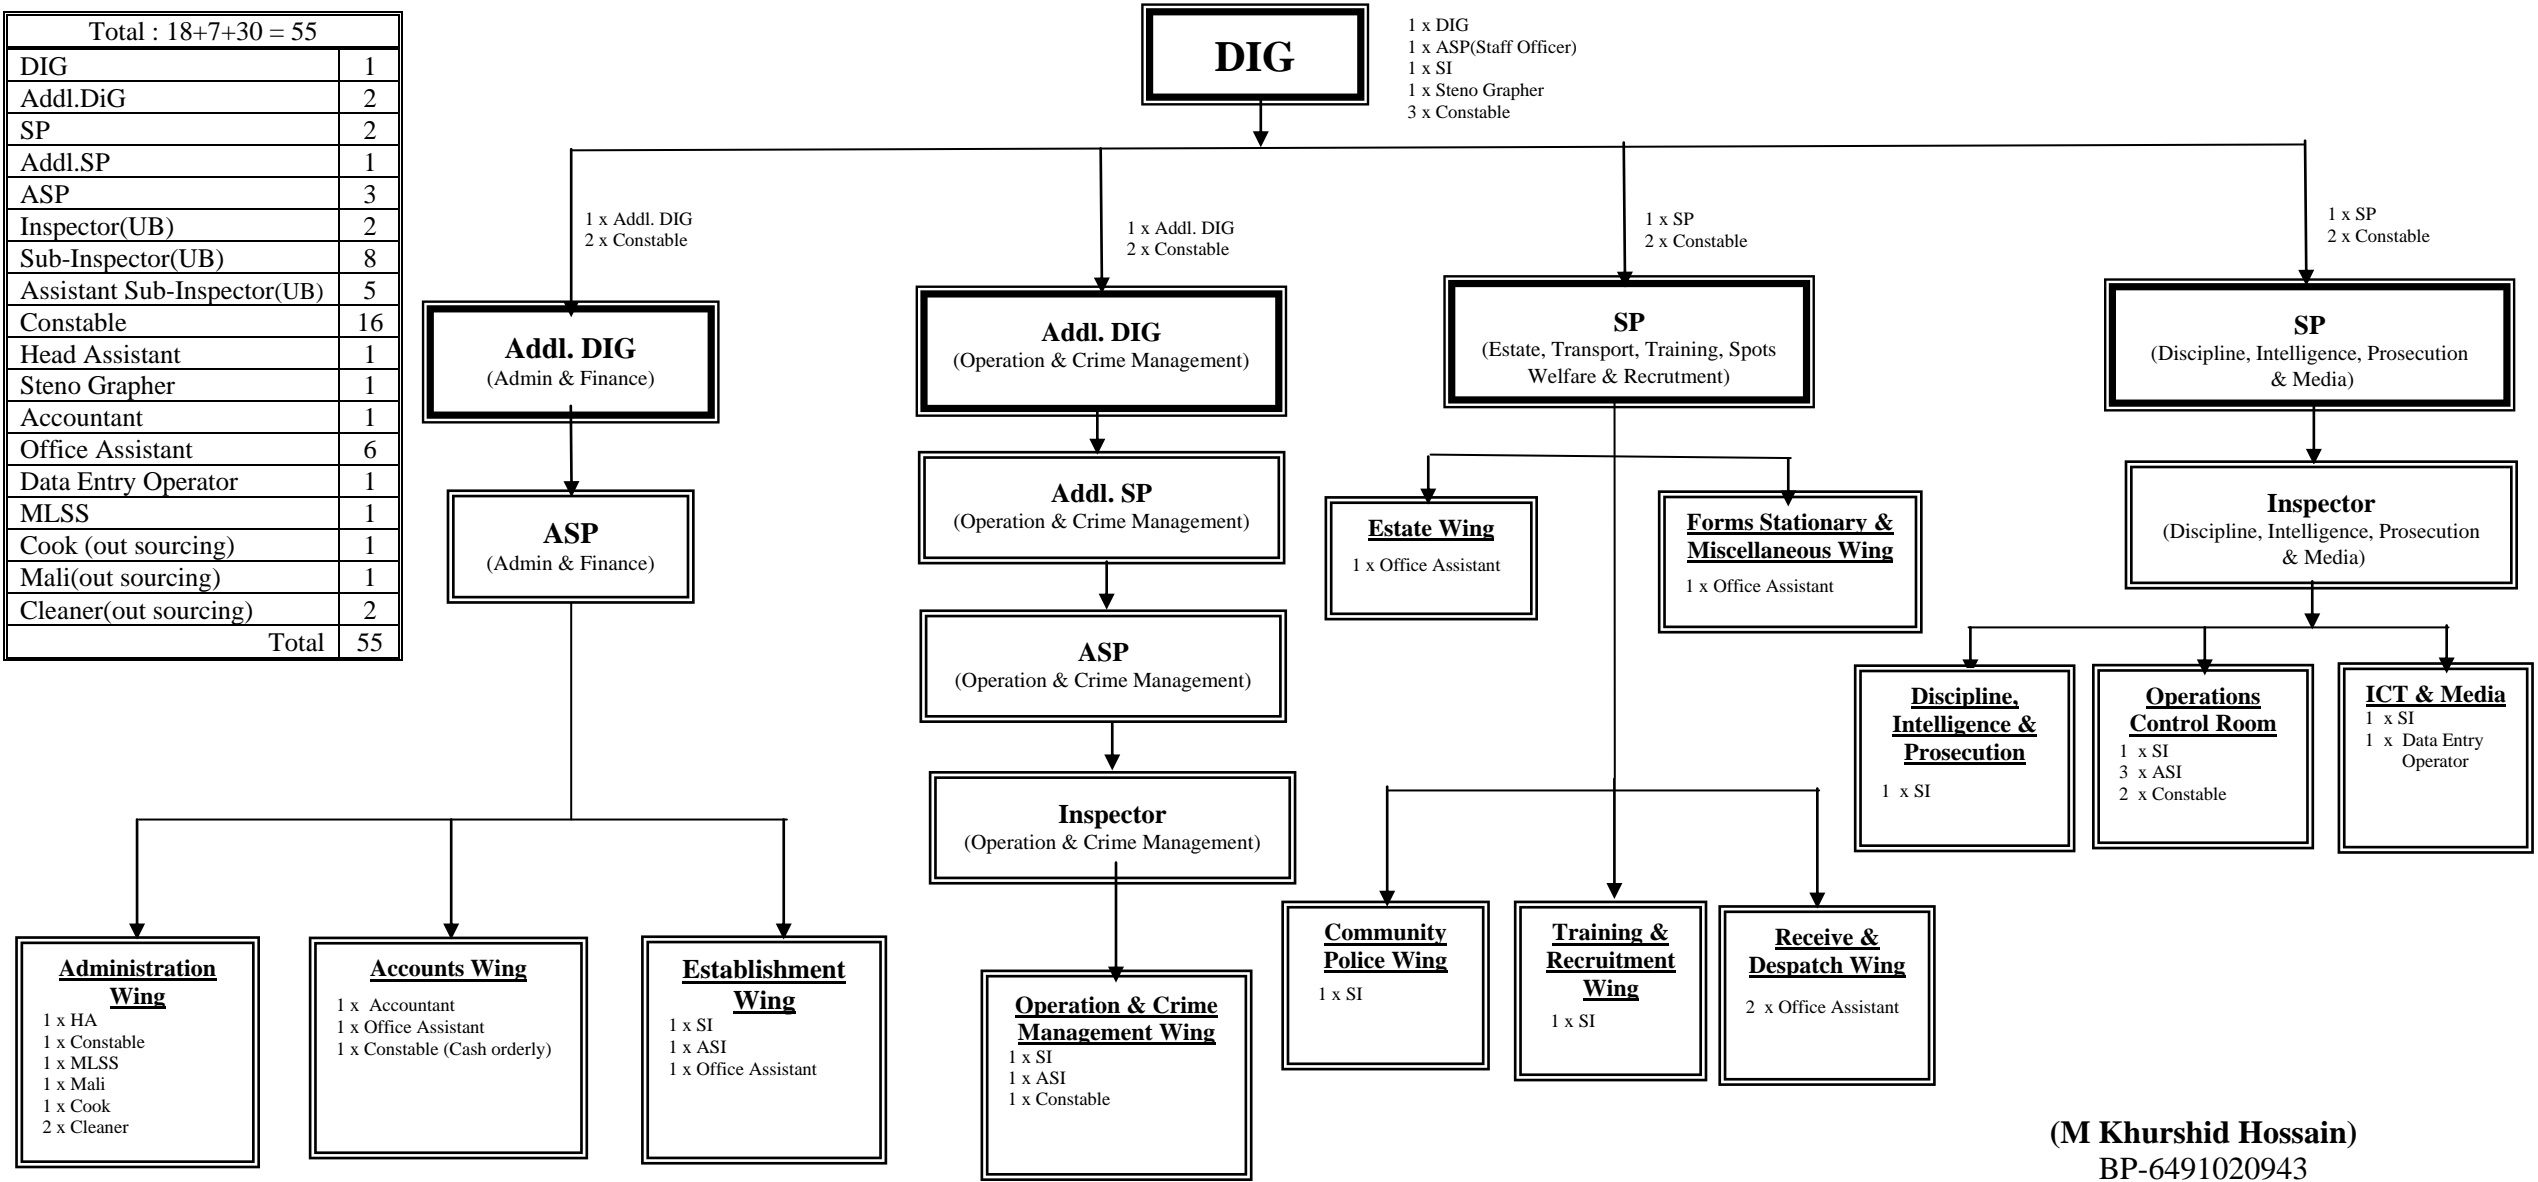 Total : 18+7+30 = 55
DIG 1
Addl.DiG 2
SP 2
Addl.SP 1
ASP 3
Inspector(UB) 2
Sub-Inspector(UB) 8
Assistant Sub-Inspector(UB) 5
Constable 16
Head Assistant 1
Steno Grapher 1
Accountant 1
Office Assistant 6
Data Entry Operator 1
MLSS 1
Cook (out sourcing) 1
Mali(out sourcing) 1
Cleaner(out sourcing) 2
Total 55
DIG
1 x DIG
1 x ASP(Staff Officer)
1 x SI
1 x Steno Grapher
3 x Constable
1 x Addl. DIG
2 x Constable
1 x Addl. DIG
2 x Constable
1 x SP
2 x Constable
1 x SP
2 x Constable
Addl. DIG
(Admin & Finance)
Addl. DIG
(Operation & Crime Management)
SP
(Estate, Transport, Training, Spots
Welfare & Recrutment)
SP
(Discipline, Intelligence, Prosecution
& Media)
ASP
(Admin & Finance)
Addl. SP
(Operation & Crime Management)
Estate Wing
1 x Office Assistant
Forms Stationary &
Miscellaneous Wing
1 x Office Assistant
Inspector
(Discipline, Intelligence, Prosecution
& Media)
ASP
(Operation & Crime Management)
Discipline,
Intelligence &
Prosecution
1 x SI
Operations
Control Room
1 x SI
3 x ASI
2 x Constable
ICT & Media
1 x SI
1 x Data Entry
Operator
Inspector
(Operation & Crime Management)
Administration
Wing
1 x HA
1 x Constable
1 x MLSS
1 x Mali
1 x Cook
2 x Cleaner
Accounts Wing
1 x Accountant
1 x Office Assistant
1 x Constable (Cash orderly)
Establishment
Wing
1 x SI
1 x ASI
1 x Office Assistant
Operation & Crime
Management Wing
1 x SI
1 x ASI
1 x Constable
Community
Police Wing
1 x SI
Training &
Recruitment
Wing
1 x SI
Receive &
Despatch Wing
2 x Office Assistant
(M Khurshid Hossain)
BP-6491020943